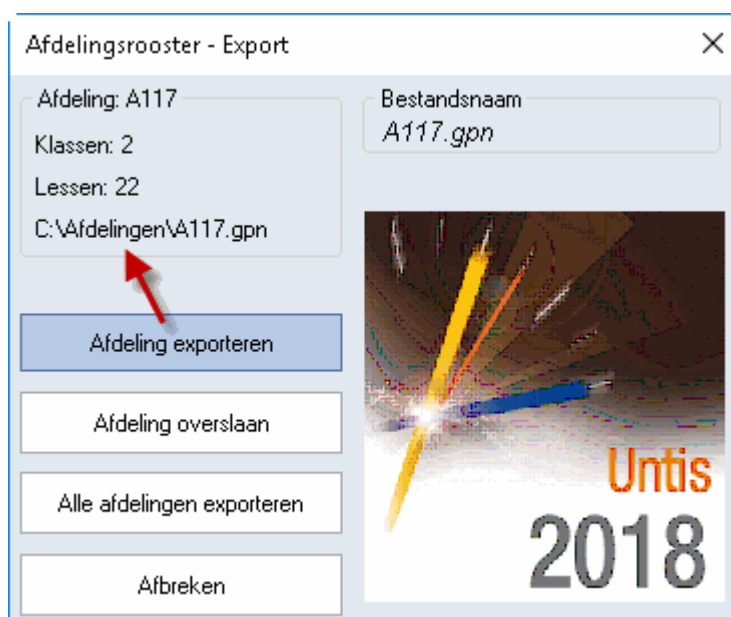 Afdelingsrooster - Export
Afdeling: A117
Klassen: 2
Lessen: 22
C:\Afdelingen\A117.gpn
Bestandsnaam
A117.gpn
Afdeling exporteren
Afdeling overslaan
Alle afdelingen exporteren
Afbreken
Untis
2018